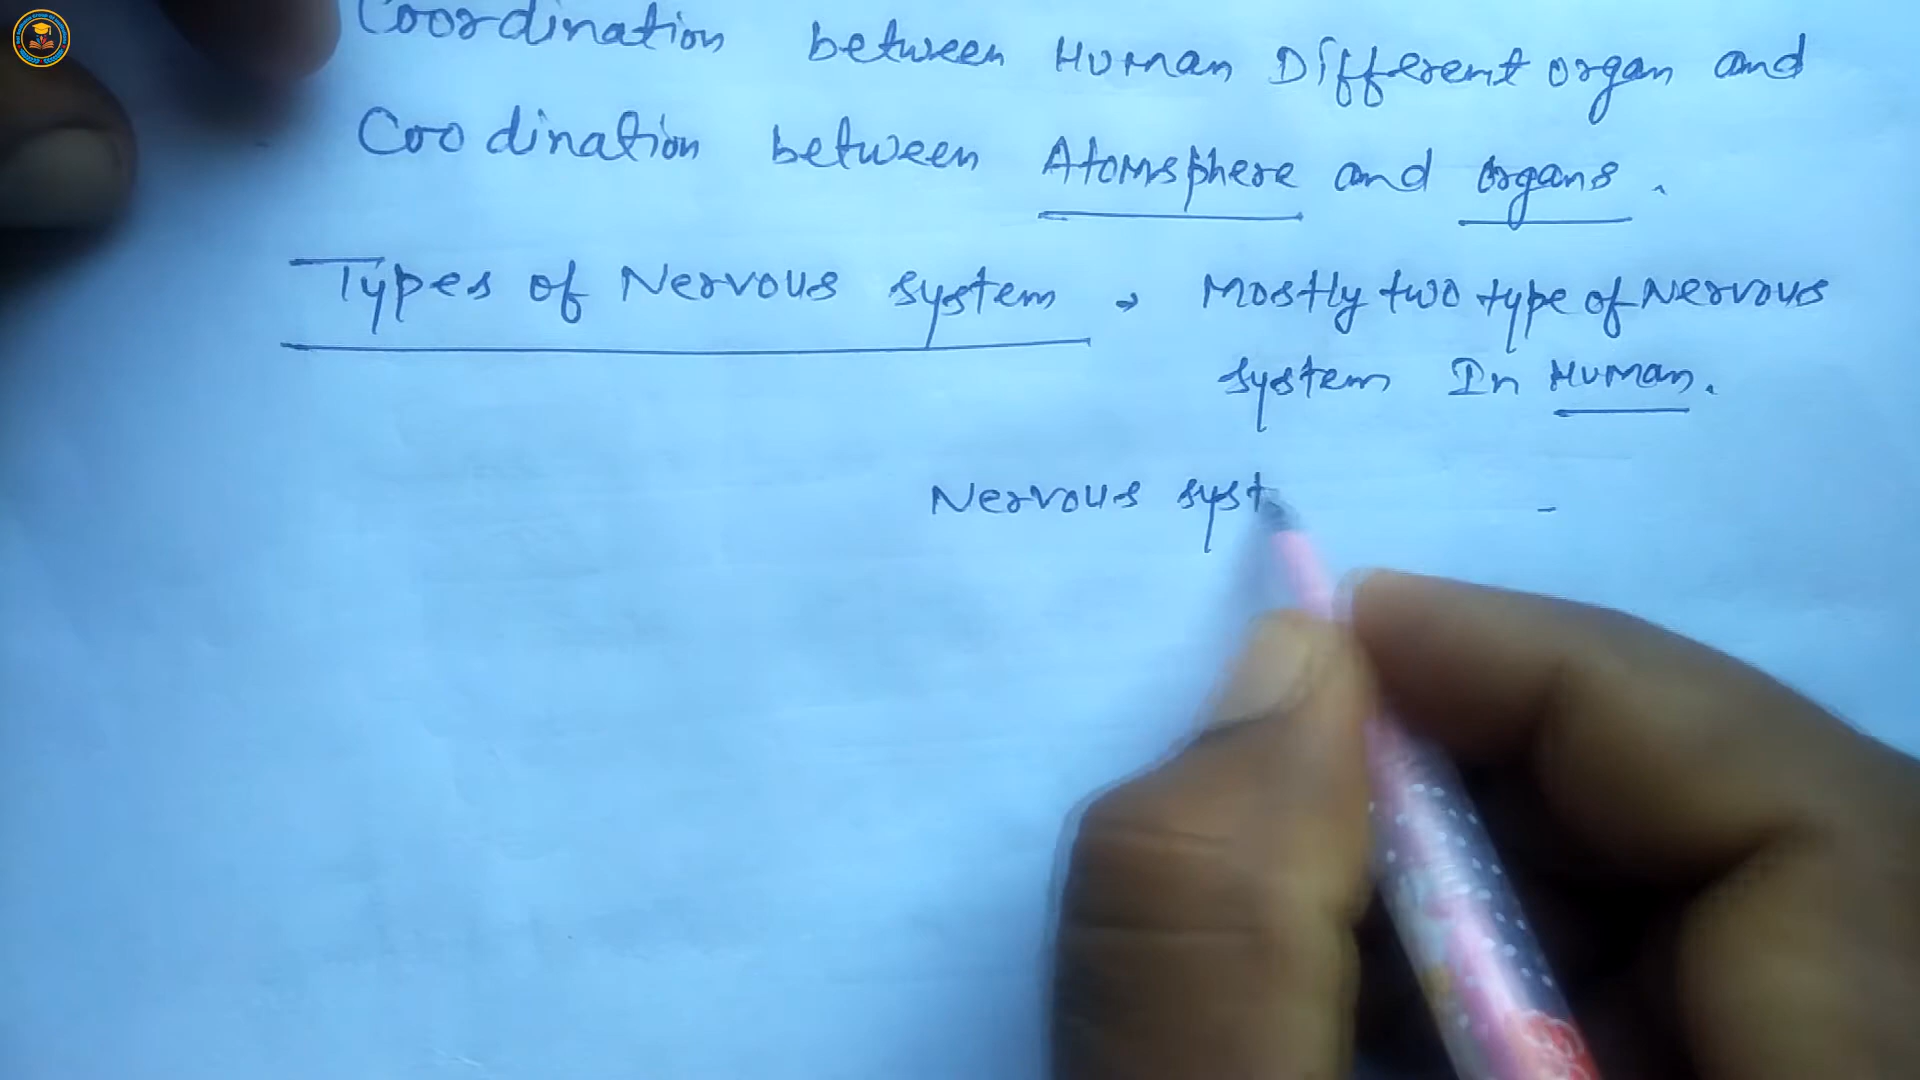 Coordination between Human Different organ and
Coodination between Atomsphere and organs.
Types of Nervous system → Mostly two type of Nervous
system In Human.
Nervous syst